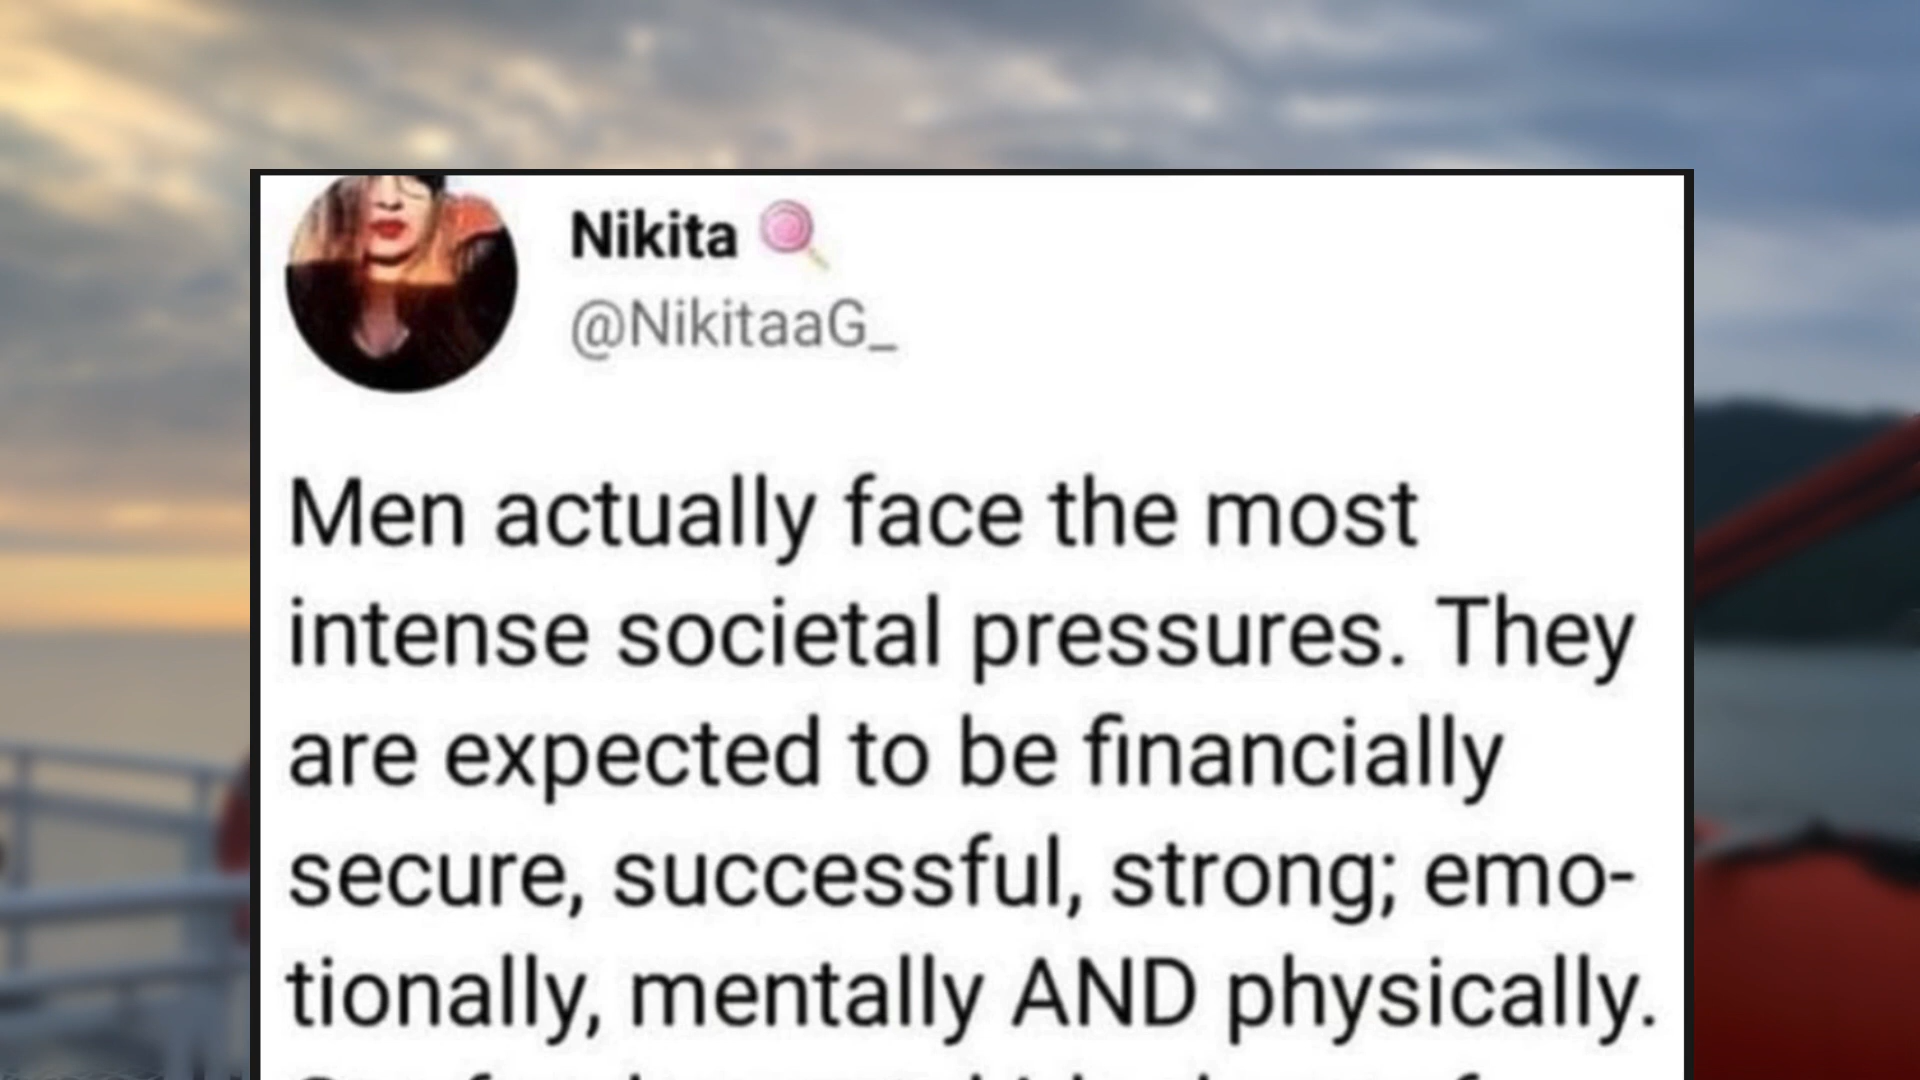 Nikita
@NikitaaG_
Men actually face the most
intense societal pressures. They
are expected to be financially
secure, successful, strong; emo-
tionally, mentally AND physically.